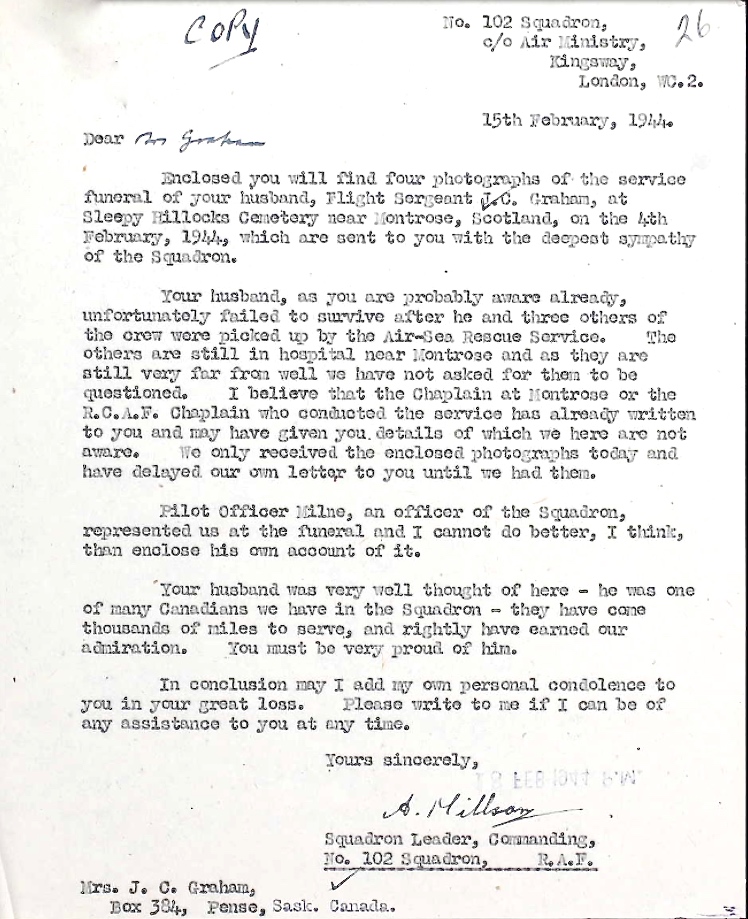 COPY
26
No. 102 Squadron,
c/o Air Ministry,
Kingsway,
London, WC.2.
15th February, 1944.
Dear Mrs Graham
Enclosed you will find four photographs of the service
funeral of your husband, Flight Sergeant J.C. Graham, at
Sleepy Hillocks Cemetery near Montrose, Scotland, on the 4th
February, 1944, which are sent to you with the deepest sympathy
of the Squadron.
Your husband, as you are probably aware already,
unfortunately failed to survive after he and three others of
the crew were picked up by the Air-Sea Rescue Service. The
others are still in hospital near Montrose and as they are
still very far from well we have not asked for them to be
questioned. I believe that the Chaplain at Montrose or the
R.C.A.F. Chaplain who conducted the service has already written
to you and may have given you details of which we here are not
aware. We only received the enclosed photographs today and
have delayed our own letter to you until we had them.
Pilot Officer Milne, an officer of the Squadron,
represented us at the funeral and I cannot do better, I think,
than enclose his own account of it.
Your husband was very well thought of here - he was one
of many Canadians we have in the Squadron - they have come
thousands of miles to serve, and rightly have earned our
admiration. You must be very proud of him.
In conclusion may I add my own personal condolence to
you in your great loss. Please write to me if I can be of
any assistance to you at any time.
Yours sincerely,
18 FEB 1944 P.M.
A. Millson
Squadron Leader, Commanding,
No. 102 Squadron, R.A.F.
Mrs. J. C. Graham,
Box 384, Pense, Sask. Canada.